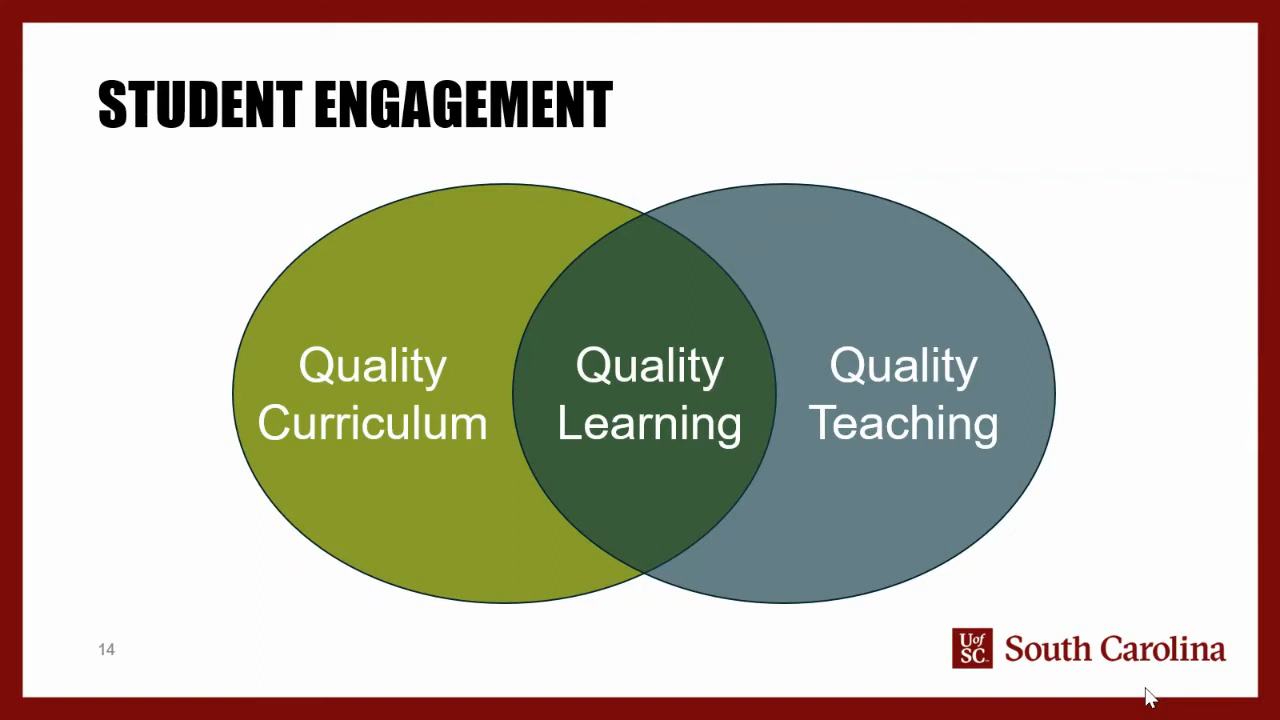 STUDENT ENGAGEMENT
Quality
Curriculum
Quality
Learning
Quality
Teaching
14
UofSC South Carolina